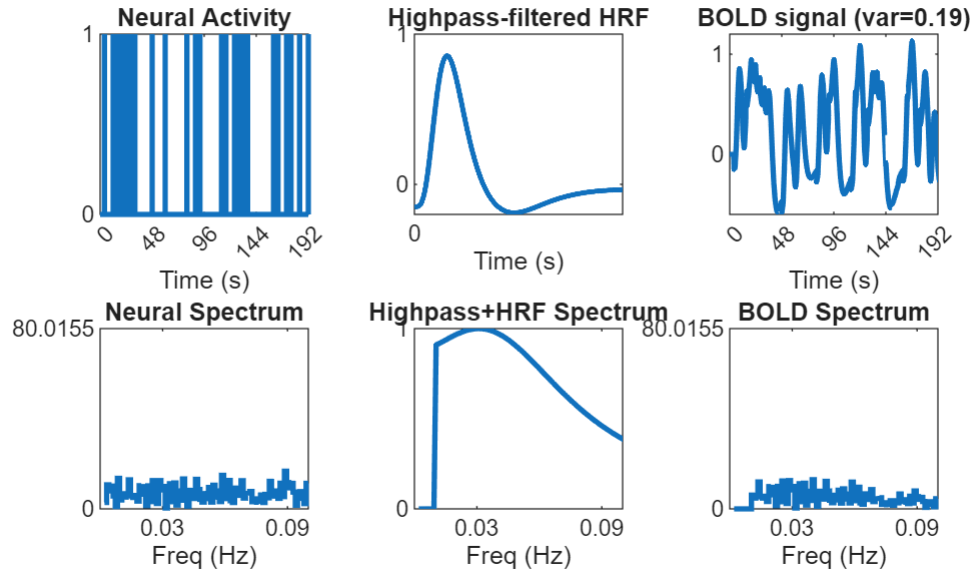 Neural Activity
1
0
0
48
96
144
192
Time (s)
Highpass-filtered HRF
1
0
0
Time (s)
BOLD signal (var=0.19)
1
0
0
48
96
144
192
Time (s)
Neural Spectrum
80.0155
0
0.03
0.09
Freq (Hz)
Highpass+HRF Spectrum
1
0
0.03
0.09
Freq (Hz)
BOLD Spectrum
80.0155
0
0.03
0.09
Freq (Hz)